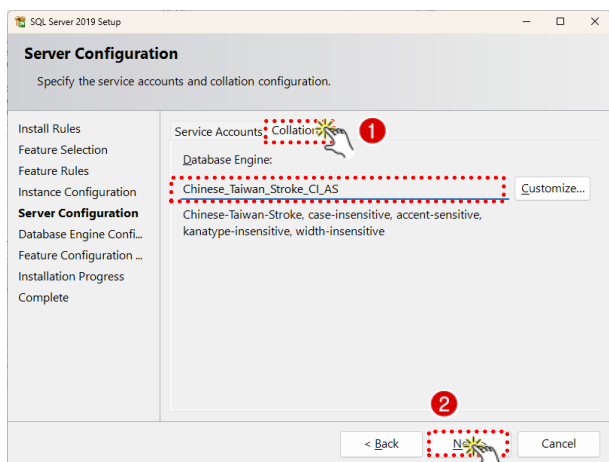 SQL Server 2019 Setup
Server Configuration
Specify the service accounts and collation configuration.
Install Rules
Feature Selection
Feature Rules
Instance Configuration
Server Configuration
Database Engine Confi...
Feature Configuration ...
Installation Progress
Complete
Service Accounts Collation 1
Database Engine:
Chinese_Taiwan_Stroke_CI_AS
Customize...
Chinese-Taiwan-Stroke, case-insensitive, accent-sensitive,
kanatype-insensitive, width-insensitive
2
< Back Cancel